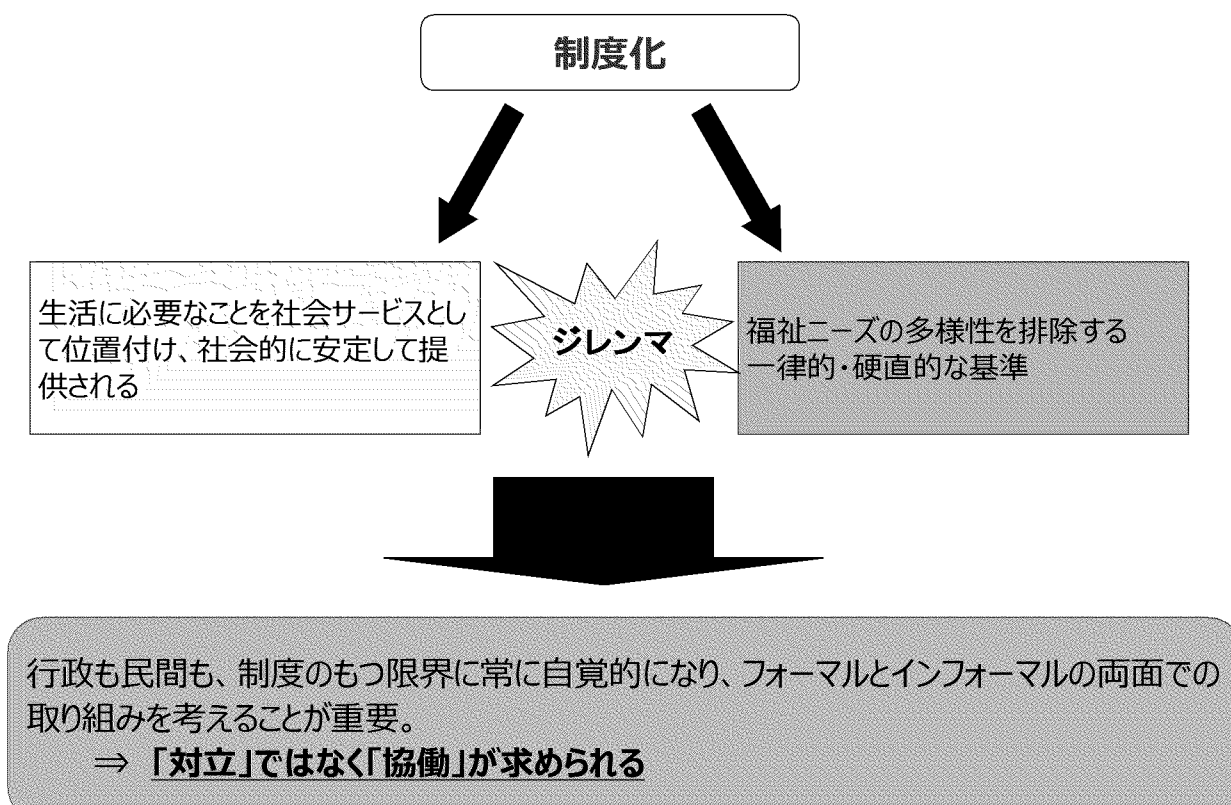 制度化
生活に必要なことを社会サービスとし
て位置付け、社会的に安定して提
供される
ジレンマ
福祉ニーズの多様性を排除する
一律的・硬直的な基準
行政も民間も、制度のもつ限界に常に自覚的になり、フォーマルとインフォーマルの両面での
取り組みを考えることが重要。
⇒ 「対立」ではなく「協働」が求められる